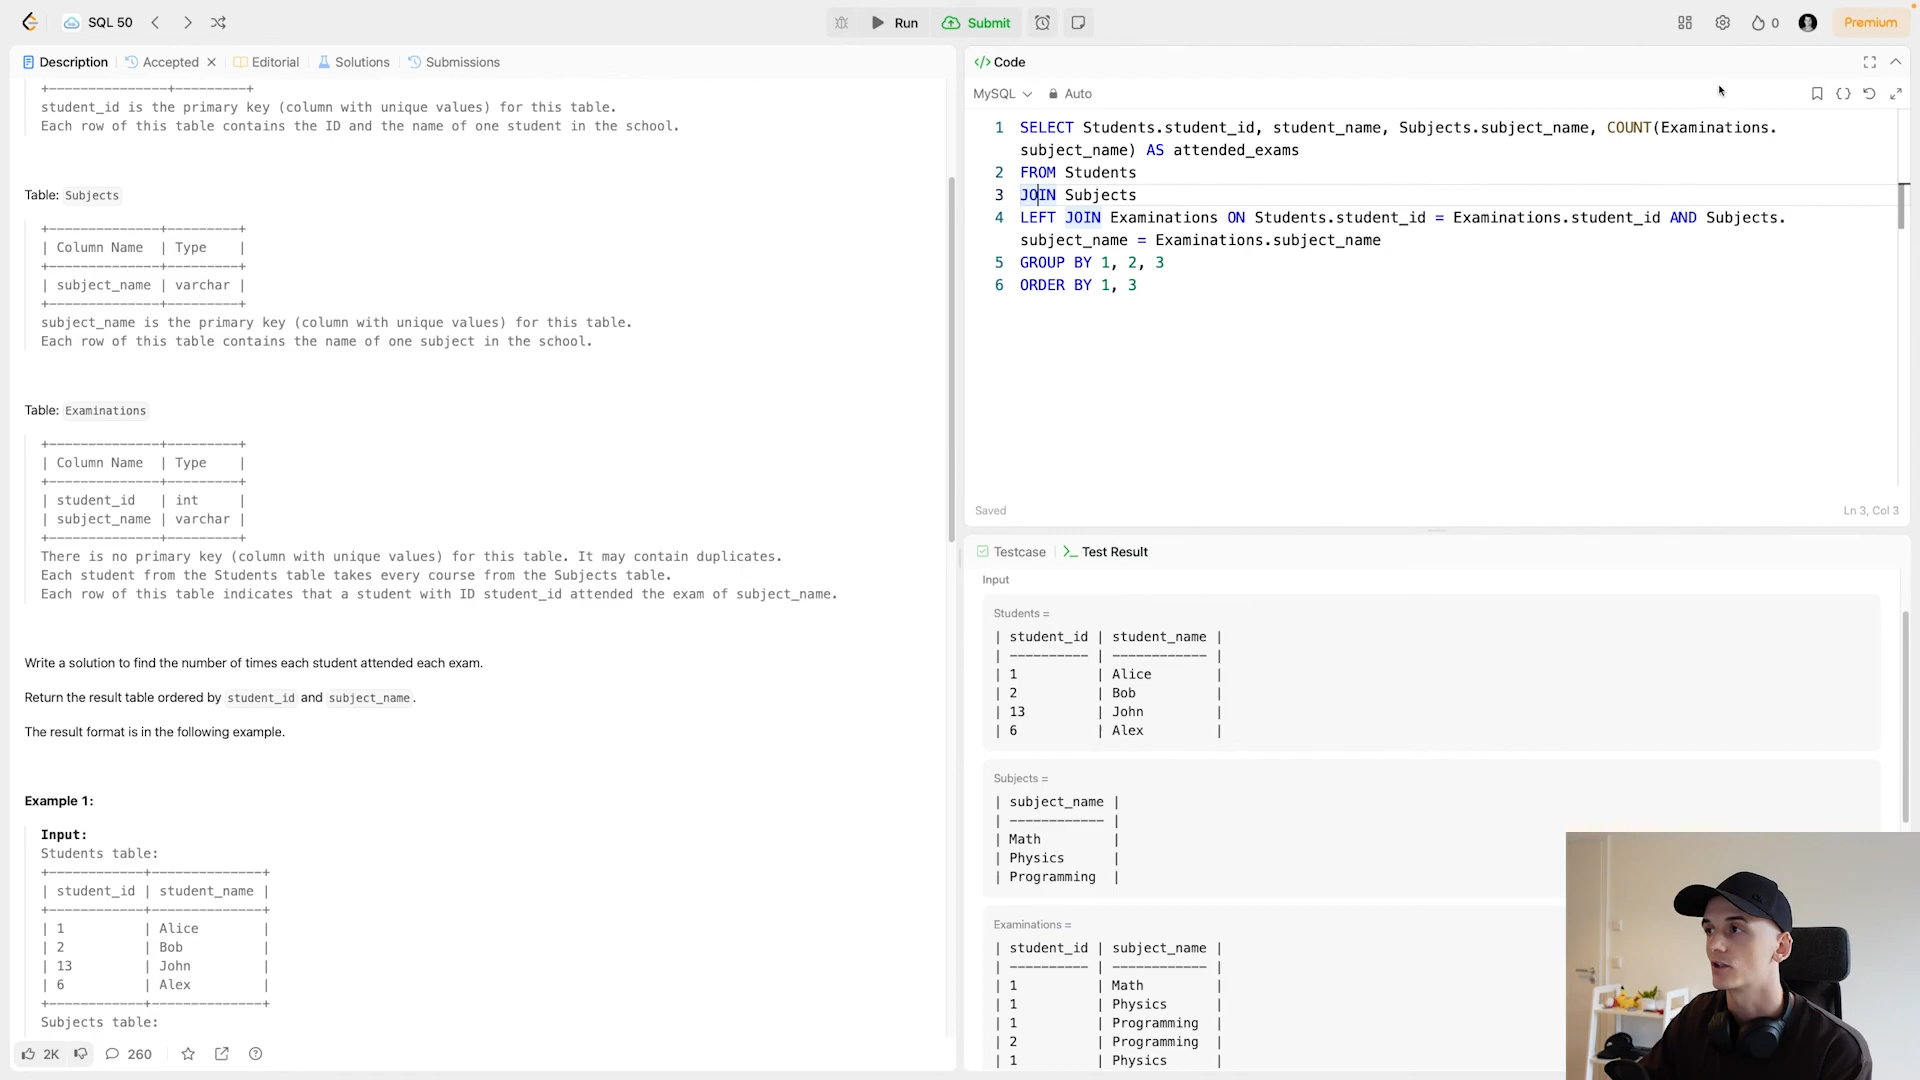 SQL 50
Run
Submit
0
Premium
Description
Accepted
Editorial
Solutions
Submissions
+---------------+---------+
student_id is the primary key (column with unique values) for this table.
Each row of this table contains the ID and the name of one student in the school.
Table: Subjects
+--------------+---------+
| Column Name  | Type    |
+--------------+---------+
| subject_name | varchar |
+--------------+---------+
subject_name is the primary key (column with unique values) for this table.
Each row of this table contains the name of one subject in the school.
Table: Examinations
+--------------+---------+
| Column Name  | Type    |
+--------------+---------+
| student_id   | int     |
| subject_name | varchar |
+--------------+---------+
There is no primary key (column with unique values) for this table. It may contain duplicates.
Each student from the Students table takes every course from the Subjects table.
Each row of this table indicates that a student with ID student_id attended the exam of subject_name.
Write a solution to find the number of times each student attended each exam.
Return the result table ordered by student_id and subject_name.
The result format is in the following example.
Example 1:
Input:
Students table:
+------------+--------------+
| student_id | student_name |
+------------+--------------+
| 1          | Alice        |
| 2          | Bob          |
| 13         | John         |
| 6          | Alex         |
+------------+--------------+
Subjects table:
2K
260
</> Code
MySQL
Auto
1 SELECT Students.student_id, student_name, Subjects.subject_name, COUNT(Examinations.
subject_name) AS attended_exams
2 FROM Students
3 JOIN Subjects
4 LEFT JOIN Examinations ON Students.student_id = Examinations.student_id AND Subjects.
subject_name = Examinations.subject_name
5 GROUP BY 1, 2, 3
6 ORDER BY 1, 3
Saved
Ln 3, Col 3
Testcase
>_ Test Result
Input
Students =
| student_id | student_name |
| ---------- | ------------ |
| 1          | Alice        |
| 2          | Bob          |
| 13         | John         |
| 6          | Alex         |
Subjects =
| subject_name |
| ------------ |
| Math         |
| Physics      |
| Programming  |
Examinations =
| student_id | subject_name |
| ---------- | ------------ |
| 1          | Math         |
| 1          | Physics      |
| 1          | Programming  |
| 2          | Programming  |
| 1          | Physics      |